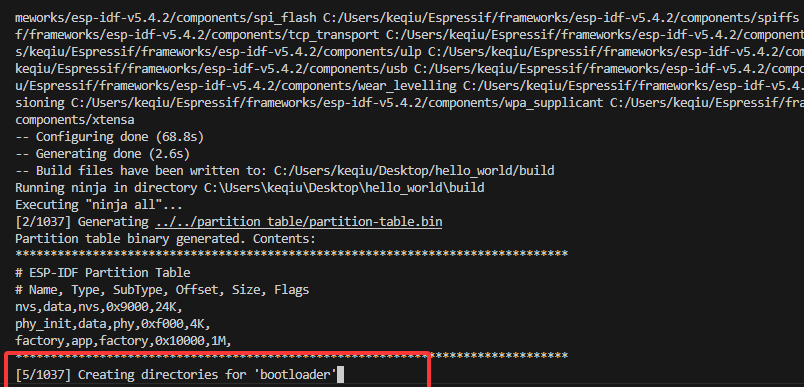 meworks/esp-idf-v5.4.2/components/spi_flash C:/Users/keqiu/Espressif/frameworks/esp-idf-v5.4.2/components/spiffs
f/frameworks/esp-idf-v5.4.2/components/tcp_transport C:/Users/keqiu/Espressif/frameworks/esp-idf-v5.4.2/component
s/keqiu/Espressif/frameworks/esp-idf-v5.4.2/components/ulp C:/Users/keqiu/Espressif/frameworks/esp-idf-v5.4.2/com
keqiu/Espressif/frameworks/esp-idf-v5.4.2/components/usb C:/Users/keqiu/Espressif/frameworks/esp-idf-v5.4.2/compo
u/Espressif/frameworks/esp-idf-v5.4.2/components/wear_levelling C:/Users/keqiu/Espressif/frameworks/esp-idf-v5.4.
sioning C:/Users/keqiu/Espressif/frameworks/esp-idf-v5.4.2/components/wpa_supplicant C:/Users/keqiu/Espressif/fra
components/xtensa
-- Configuring done (68.8s)
-- Generating done (2.6s)
-- Build files have been written to: C:/Users/keqiu/Desktop/hello_world/build
Running ninja in directory C:\Users\keqiu\Desktop\hello_world\build
Executing "ninja all"...
[2/1037] Generating ../../partition_table/partition-table.bin
Partition table binary generated. Contents:
*******************************************************************************
# ESP-IDF Partition Table
# Name, Type, SubType, Offset, Size, Flags
nvs,data,nvs,0x9000,24K,
phy_init,data,phy,0xf000,4K,
factory,app,factory,0x10000,1M,
*******************************************************************************
[5/1037] Creating directories for 'bootloader'